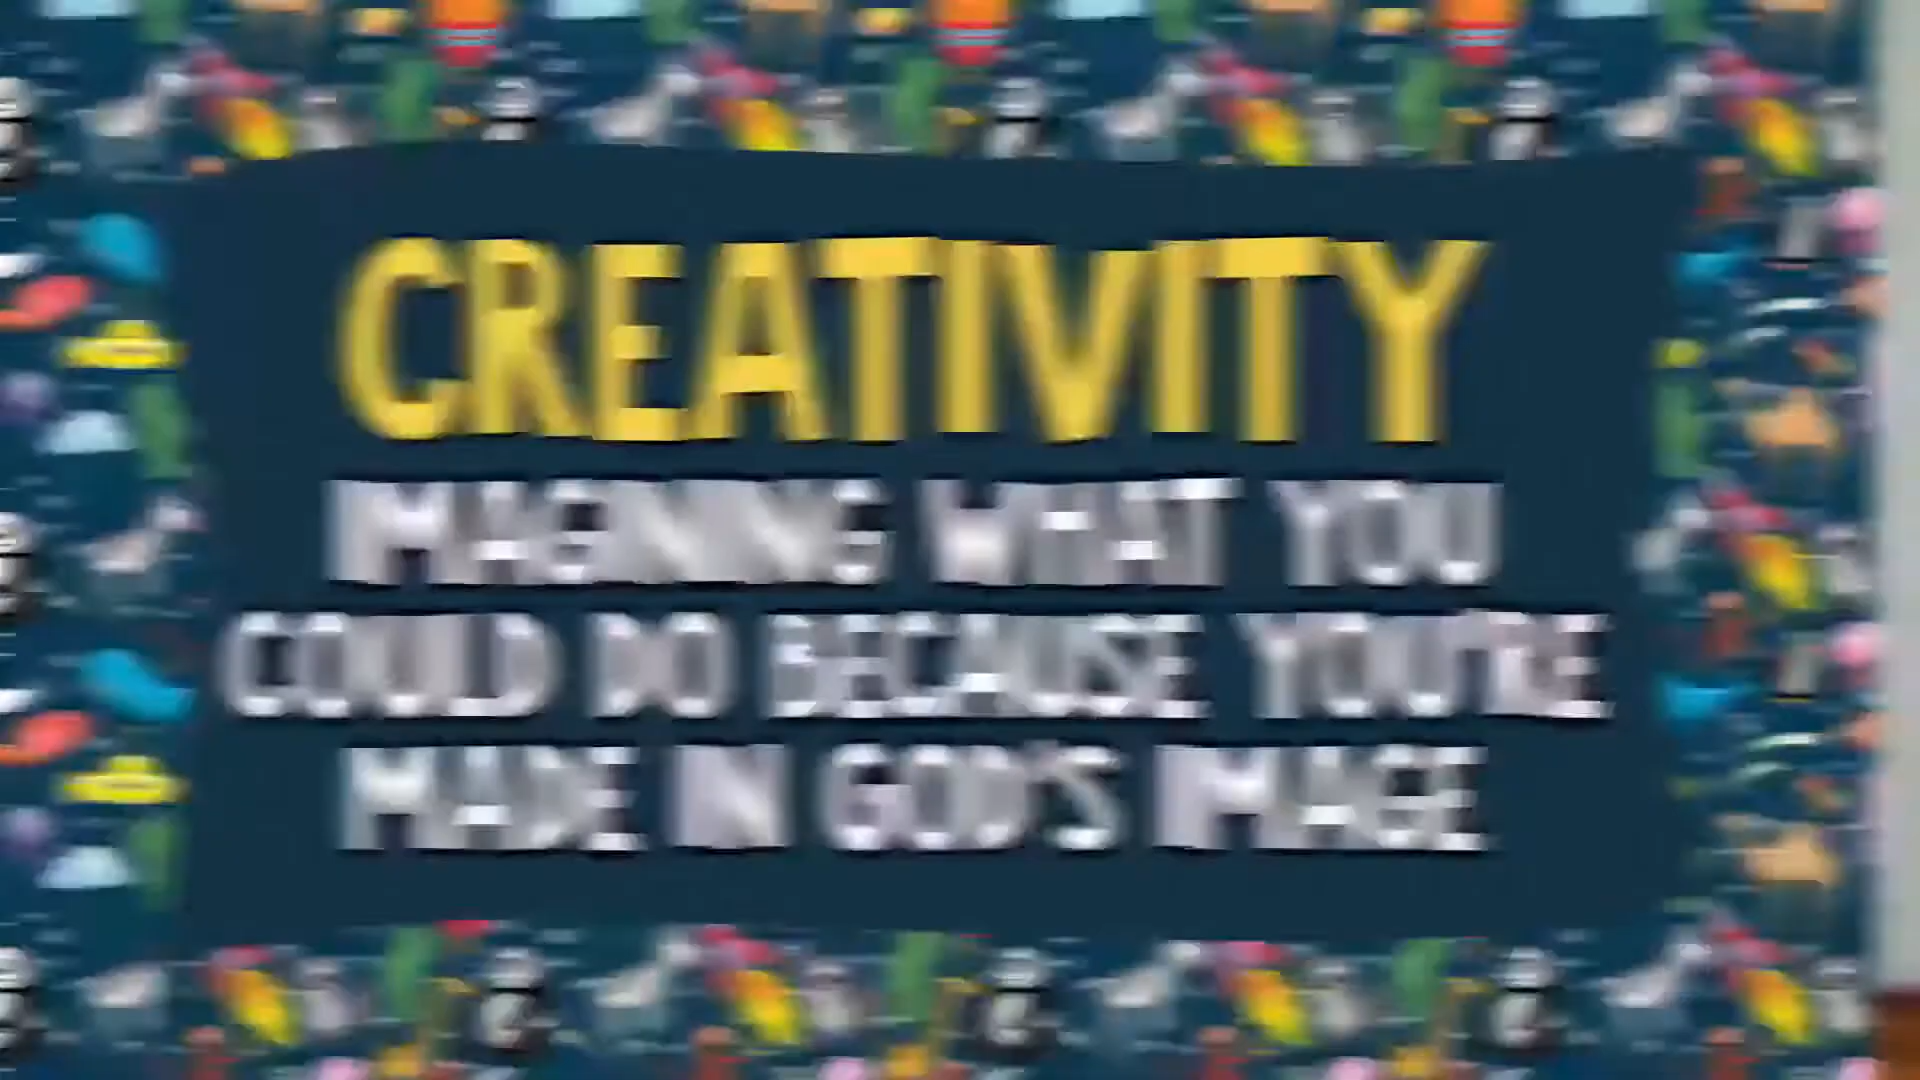 CREATIVITY
IMAGINING WHAT YOU
COULD DO BECAUSE YOU'RE
MADE IN GOD'S IMAGE